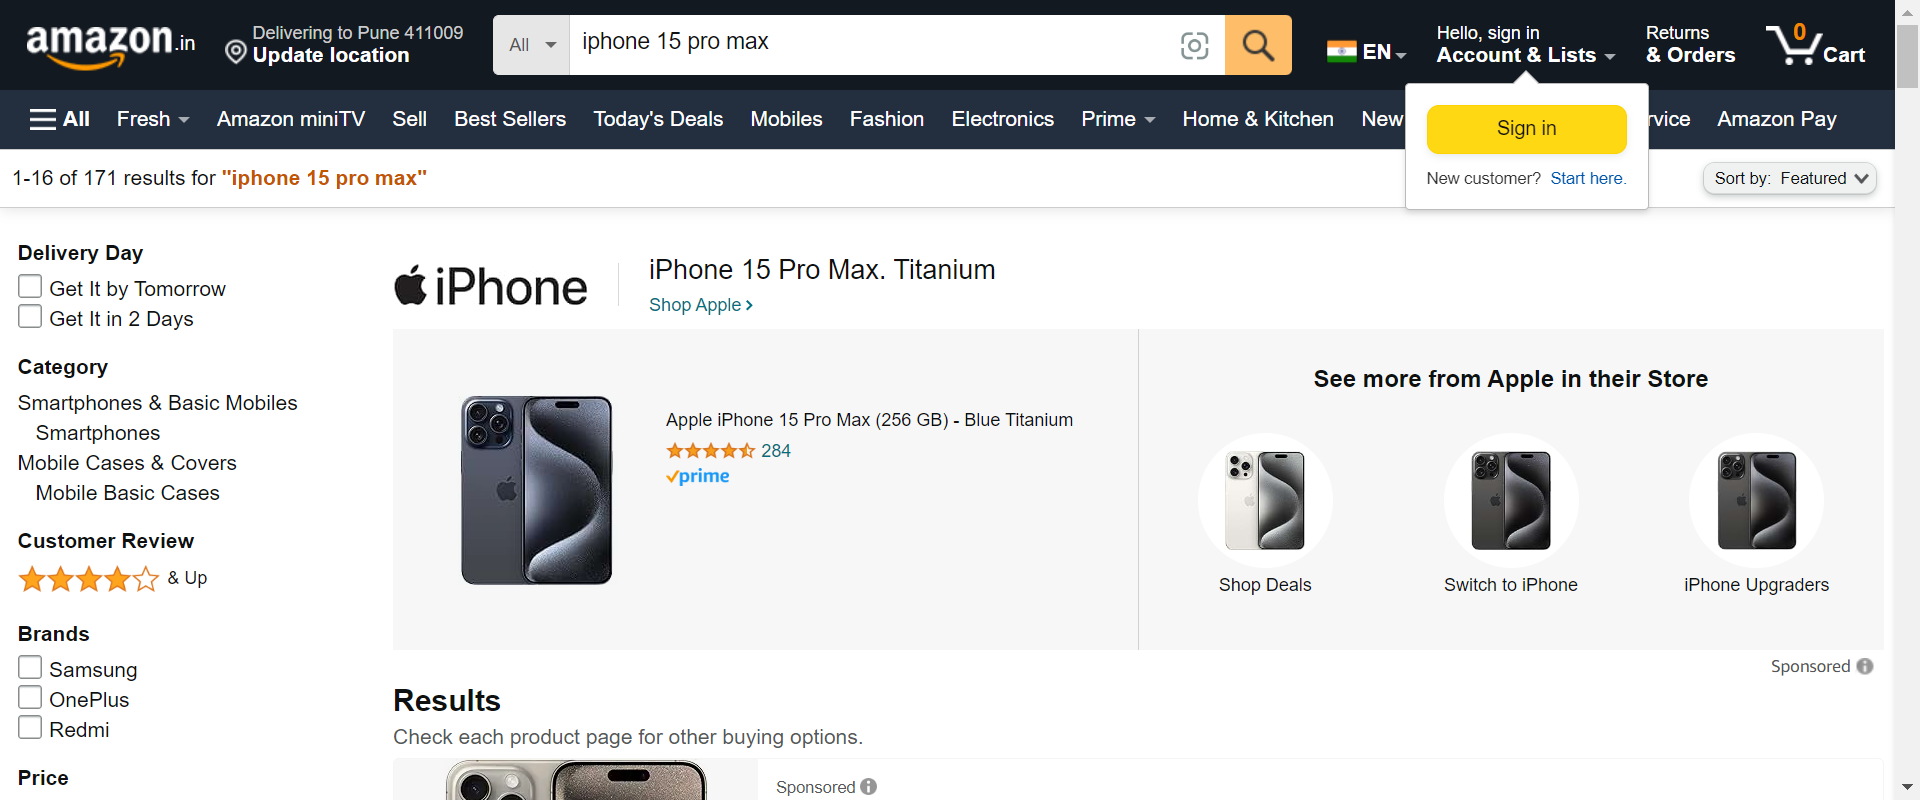 amazon.in
Delivering to Pune 411009
Update location
All
iphone 15 pro max
EN
Hello, sign in
Account & Lists
Returns
& Orders
0
Cart
All
Fresh
Amazon miniTV
Sell
Best Sellers
Today's Deals
Mobiles
Fashion
Electronics
Prime
Home & Kitchen
New
rvice
Amazon Pay
Sign in
New customer? Start here.
1-16 of 171 results for "iphone 15 pro max"
Sort by: Featured
Delivery Day
Get It by Tomorrow
Get It in 2 Days
Category
Smartphones & Basic Mobiles
Smartphones
Mobile Cases & Covers
Mobile Basic Cases
Customer Review
& Up
Brands
Samsung
OnePlus
Redmi
Price
iPhone
iPhone 15 Pro Max. Titanium
Shop Apple
Apple iPhone 15 Pro Max (256 GB) - Blue Titanium
284
prime
See more from Apple in their Store
Shop Deals
Switch to iPhone
iPhone Upgraders
Sponsored
Results
Check each product page for other buying options.
Sponsored